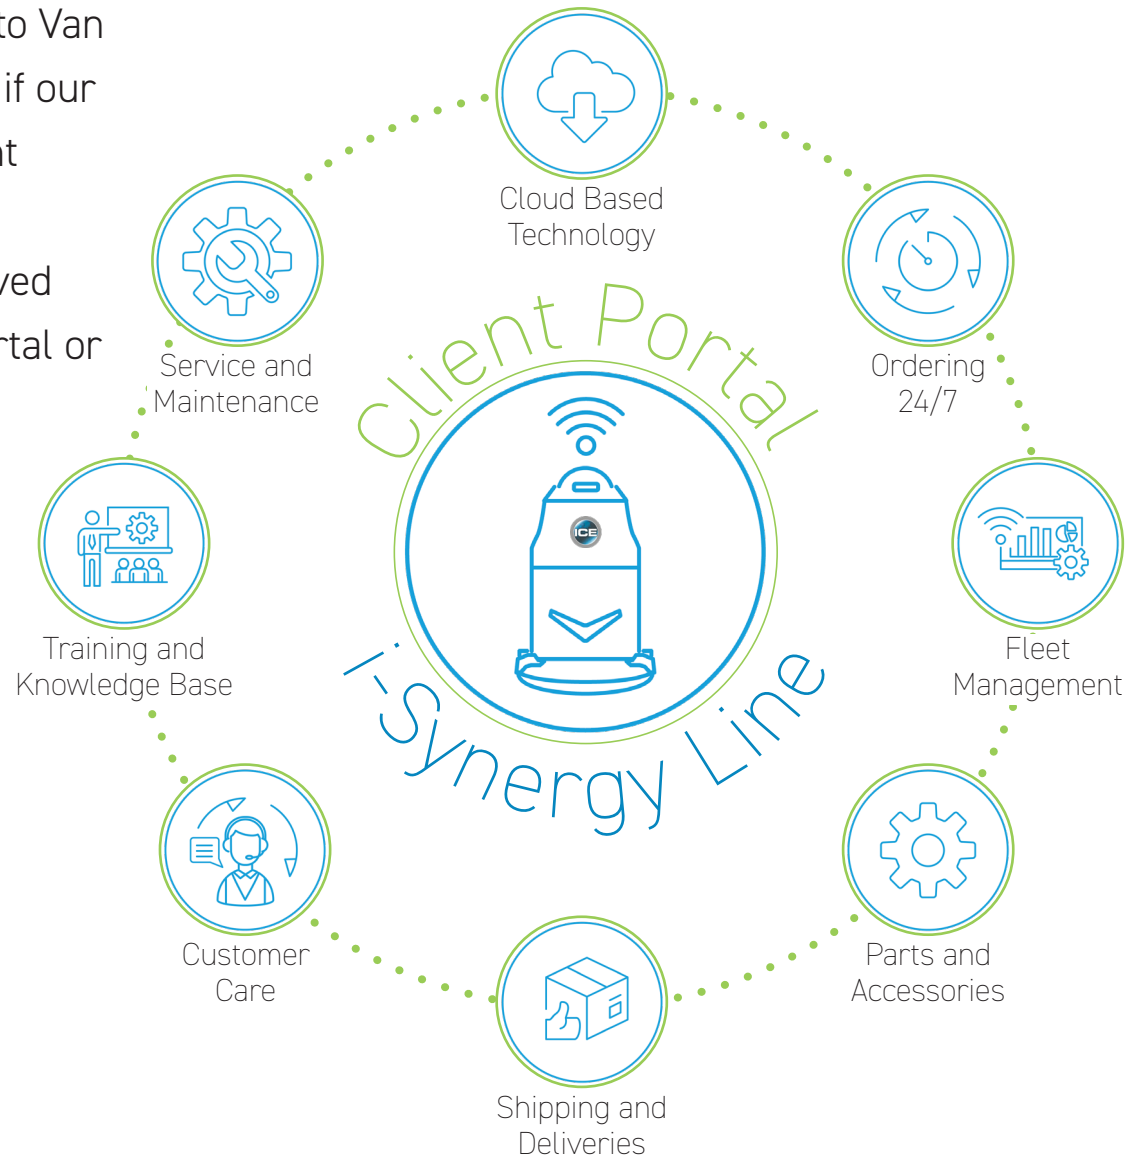 to Van
if our
nt
ved
rtal or
Cloud Based
Technology
Ordering
24/7
Fleet
Management
Parts and
Accessories
Shipping and
Deliveries
Customer
Care
Training and
Knowledge Base
Service and
Maintenance
Client Portal
ICE
i-Synergy Line